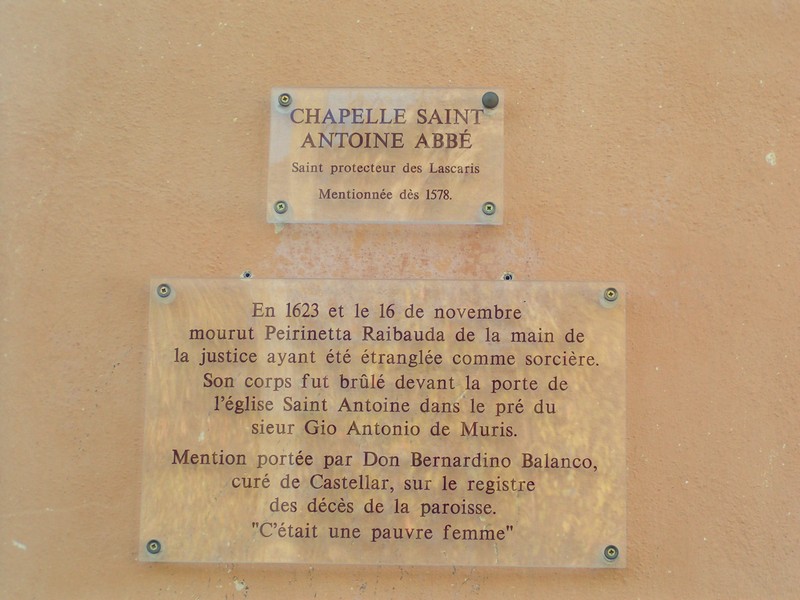 CHAPELLE SAINT
ANTOINE ABBÉ
Saint protecteur des Lascaris
Mentionnée dès 1578.
En 1623 et le 16 de novembre
mourut Peirinetta Raibauda de la main de
la justice ayant été étranglée comme sorcière.
Son corps fut brûlé devant la porte de
l'église Saint Antoine dans le pré du
sieur Gio Antonio de Muris.
Mention portée par Don Bernardino Balanco,
curé de Castellar, sur le registre
des décès de la paroisse.
"C'était une pauvre femme"